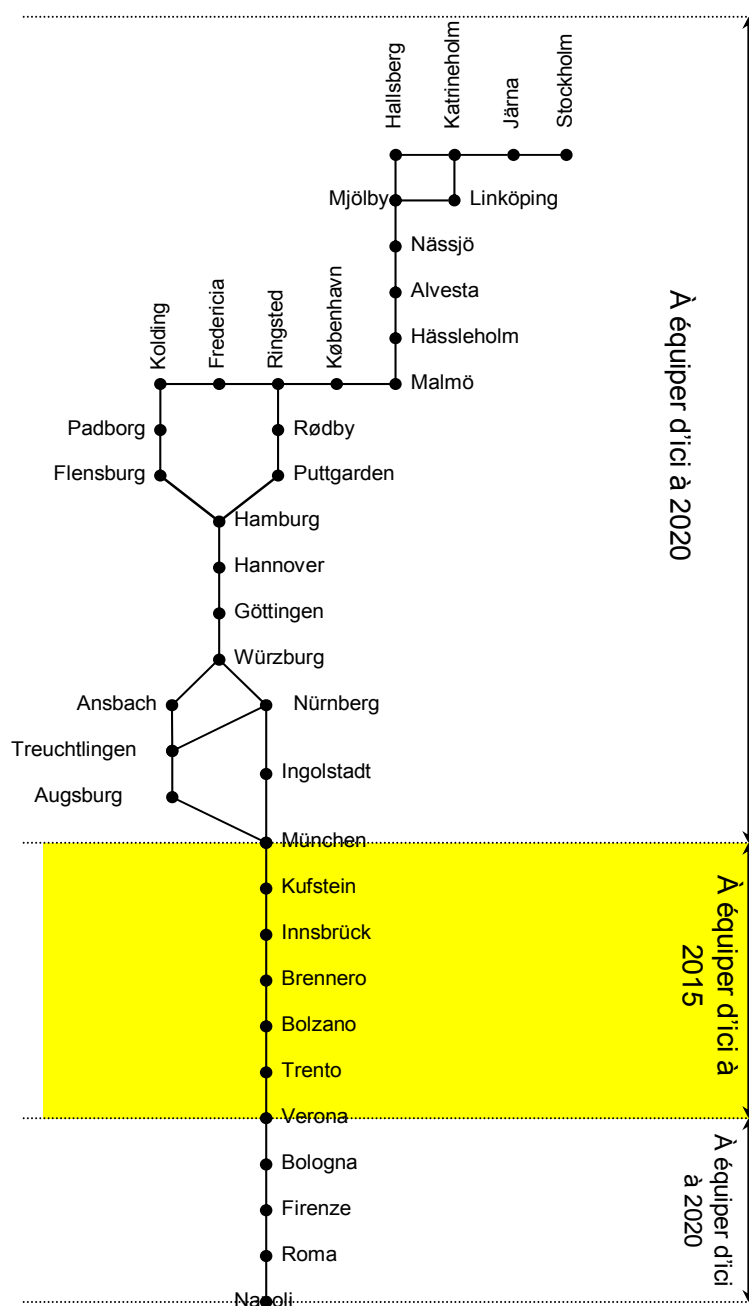 Hallsberg
Katrineholm
Järna
Stockholm
Mjölby
Linköping
Nässjö
Alvesta
Hässleholm
Kolding
Fredericia
Ringsted
København
Malmö
Padborg
Rødby
Flensburg
Puttgarden
Hamburg
Hannover
Göttingen
Würzburg
Ansbach
Nürnberg
Treuchtlingen
Ingolstadt
Augsburg
München
Kufstein
Innsbrück
Brennero
Bolzano
Trento
Verona
Bologna
Firenze
Roma
Napoli
À équiper d'ici à 2020
À équiper d'ici à
2015
À équiper d'ici
à 2020